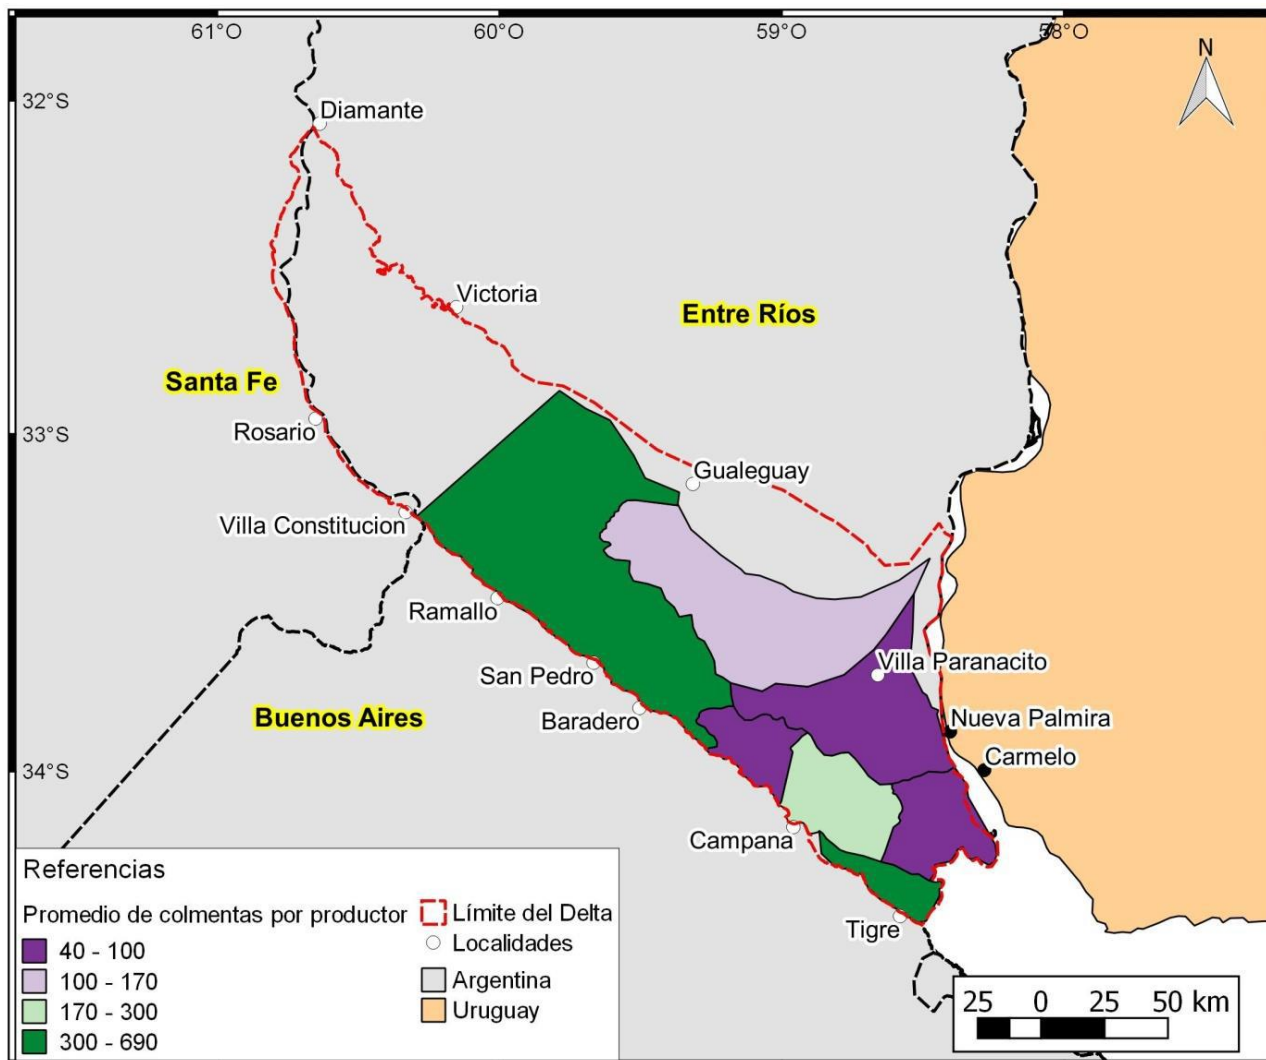 61°O
60°O
59°O
58°O
N
32°S
Diamante
Victoria
Entre Ríos
Santa Fe
33°S
Rosario
Gualeguay
Villa Constitucion
Ramallo
Villa Paranacito
San Pedro
Buenos Aires
Baradero
Nueva Palmira
34°S
Carmelo
Campana
Tigre
Referencias
Promedio de colmentas por productor
40 - 100
100 - 170
170 - 300
300 - 690
Límite del Delta
Localidades
Argentina
Uruguay
25 0 25 50 km